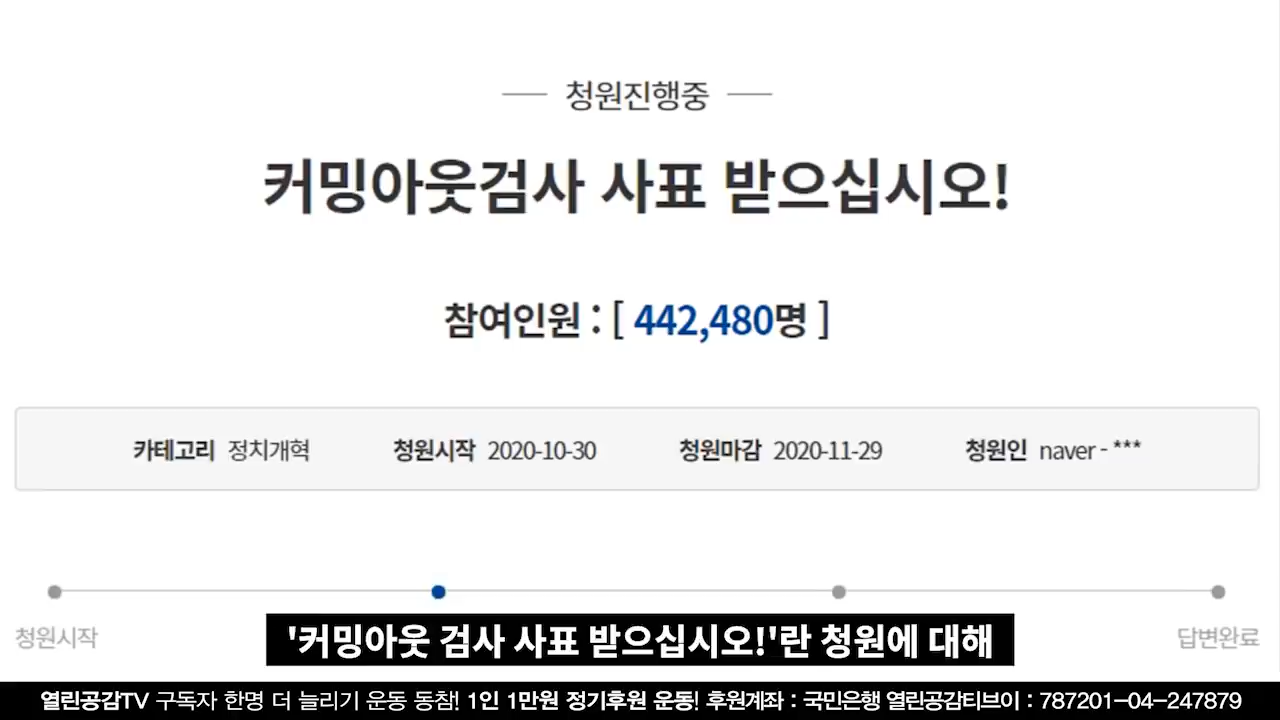 청원진행중
커밍아웃검사 사표 받으십시오!
참여인원 : [ 442,480명 ]
카테고리 정치개혁 청원시작 2020-10-30 청원마감 2020-11-29 청원인 naver - ***
청원시작 답변완료
'커밍아웃 검사 사표 받으십시오!'란 청원에 대해
열린공감TV 구독자 한명 더 늘리기 운동 동참! 1인 1만원 정기후원 운동! 후원계좌 : 국민은행 열린공감티브이 : 787201-04-247879